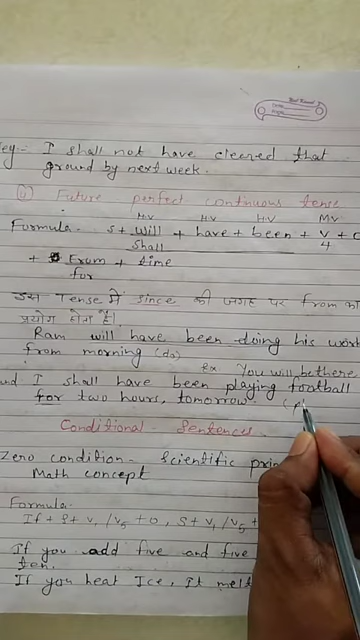 I shall not have cleared that
ground by next week.
Future perfect continuous tense
HV HV HV MV
Formula- S + will + have + been + V + O
shall 4
+ From + time
for
इस Tense में since की जगह पर from का
प्रयोग होता है।
Ram will have been doing his work
from morning (do)
ex You will be there
and I shall have been playing football
for two hours, tomorrow.
Conditional Sentences.
Zero condition - Scientific
Math concept
Formula-
If + S + V1/V5 + O, S + V1/V5 +
If you add five and five
ten.
If you heat Ice, It melt